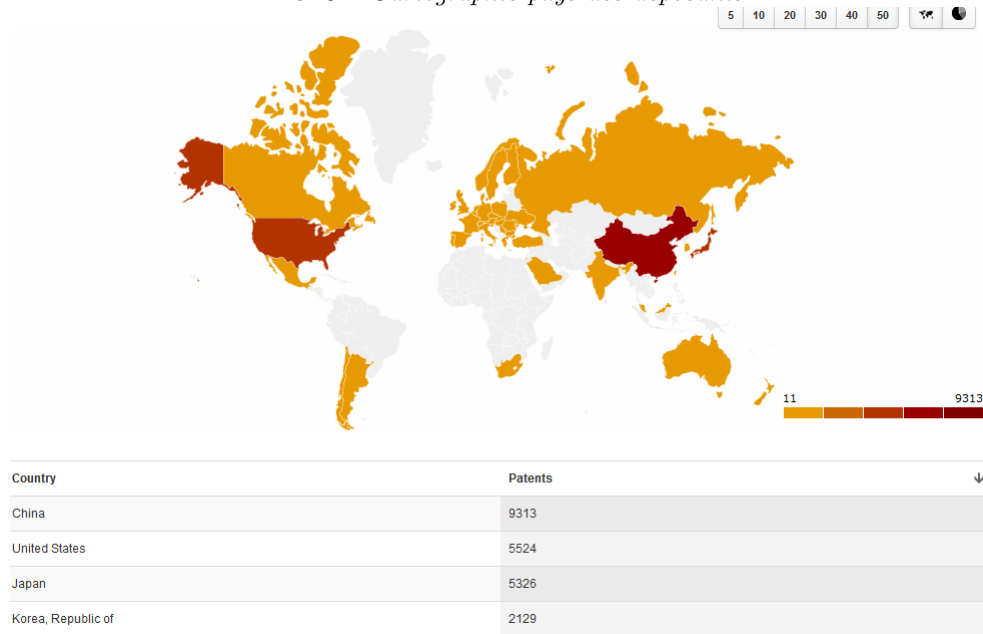 5 10 20 30 40 50
11 9313
Country Patents
China 9313
United States 5524
Japan 5326
Korea, Republic of 2129